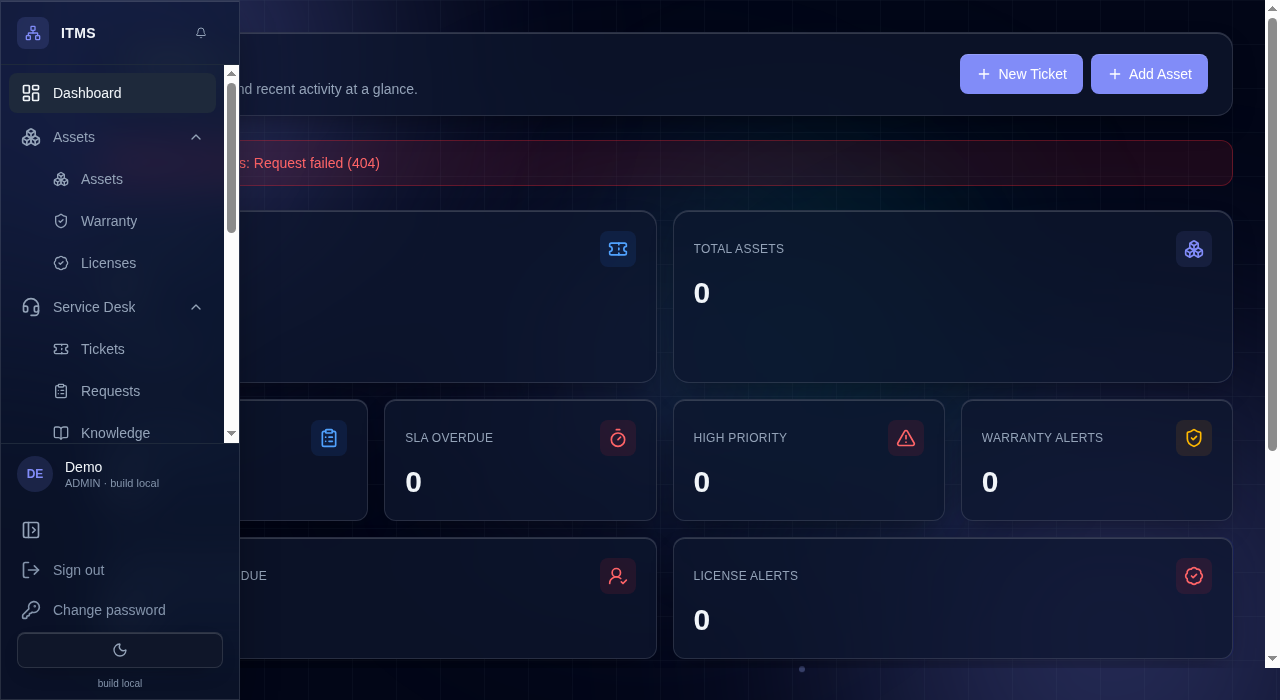 ITMS
Dashboard
Assets
Assets
Warranty
Licenses
Service Desk
Tickets
Requests
Knowledge
Demo
ADMIN · build local
Sign out
Change password
build local
recent activity at a glance.
New Ticket
Add Asset
Request failed (404)
TOTAL ASSETS
0
SLA OVERDUE
0
HIGH PRIORITY
0
WARRANTY ALERTS
0
DUE
LICENSE ALERTS
0